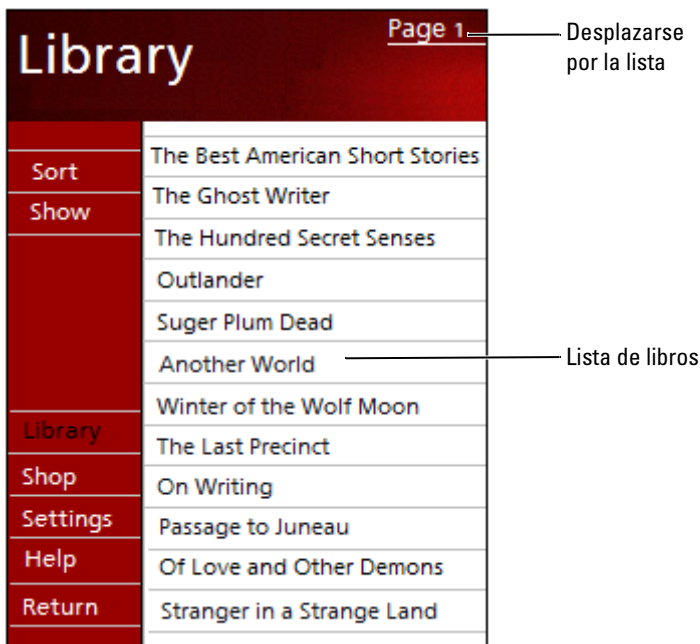 Library
Page 1
Desplazarse
por la lista
Sort
Show
Library
Shop
Settings
Help
Return
The Best American Short Stories
The Ghost Writer
The Hundred Secret Senses
Outlander
Suger Plum Dead
Another World
Winter of the Wolf Moon
The Last Precinct
On Writing
Passage to Juneau
Of Love and Other Demons
Stranger in a Strange Land
Lista de libros